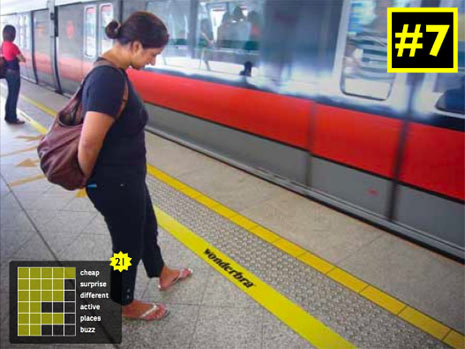 #7
wonderbra
21
cheap
surprise
different
active
places
buzz